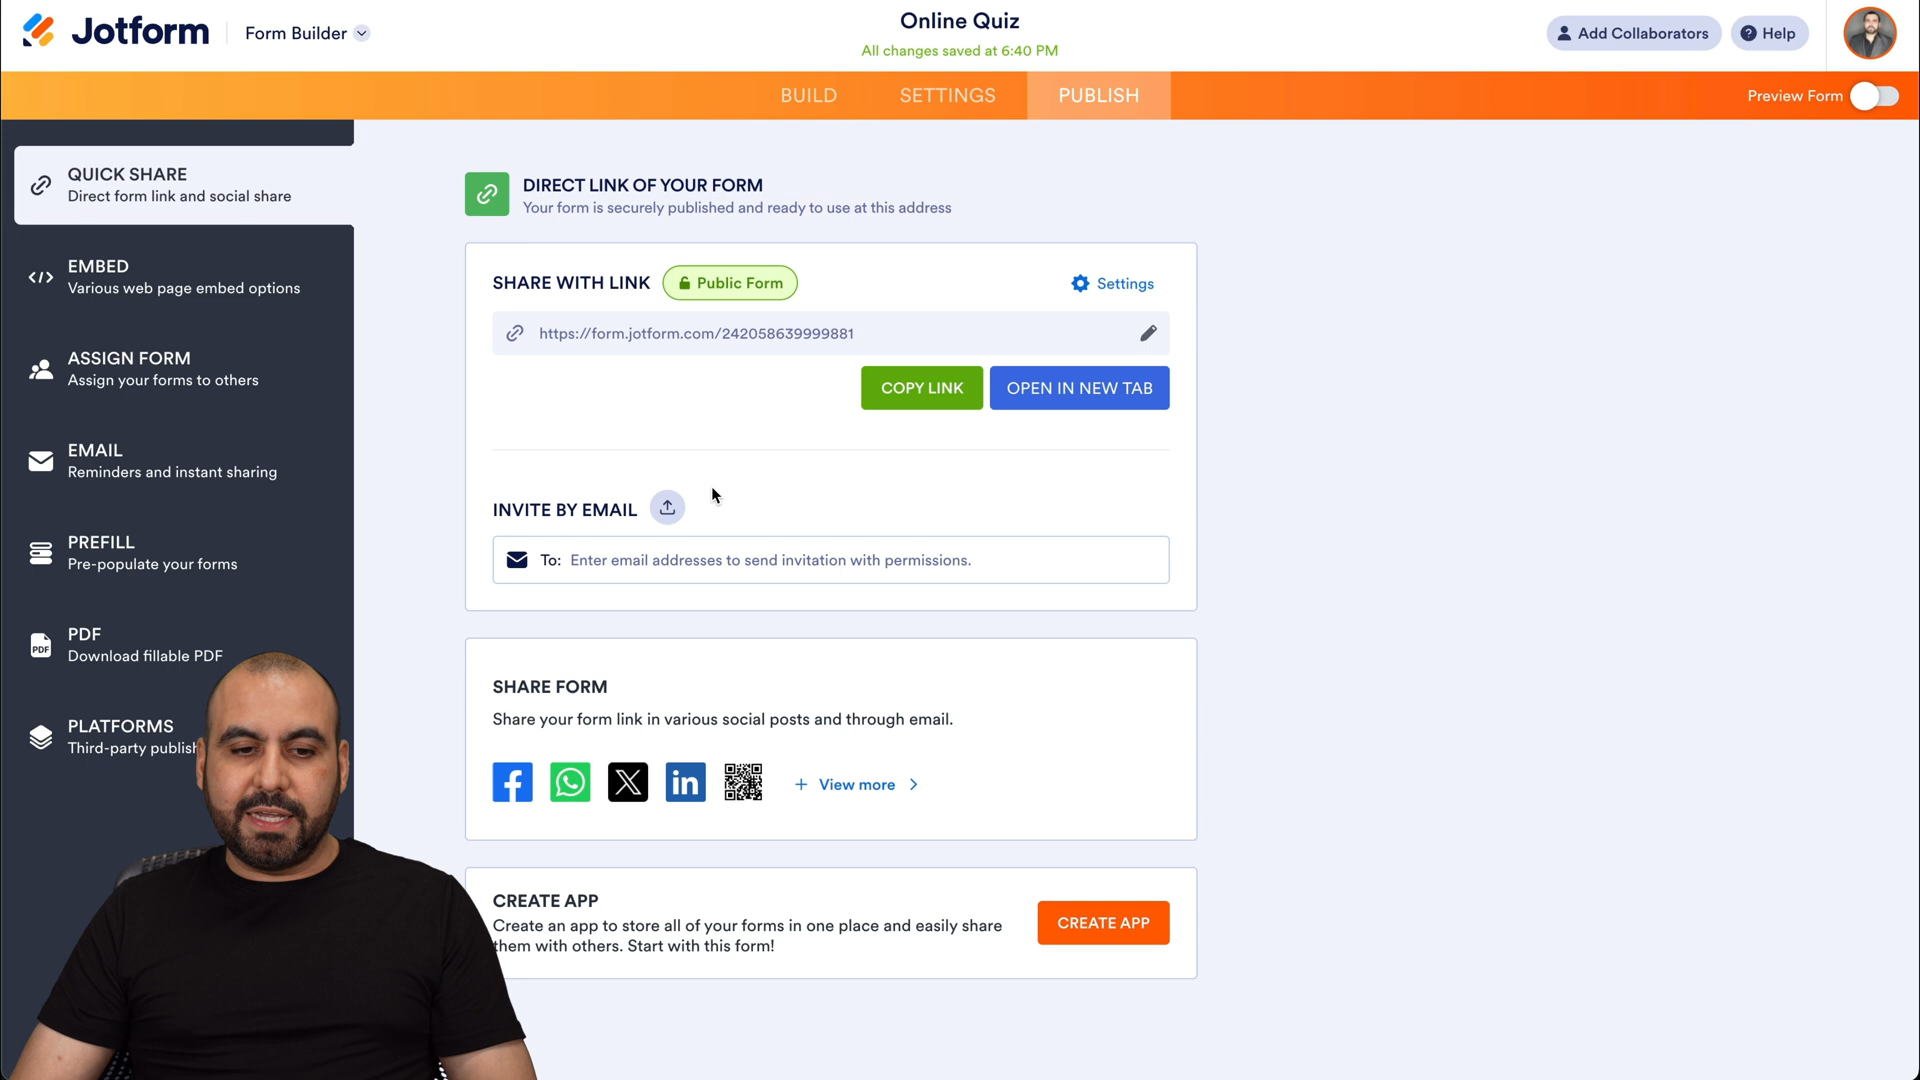 Jotform
Form Builder
Online Quiz
All changes saved at 6:40 PM
Add Collaborators
Help
BUILD
SETTINGS
PUBLISH
Preview Form
QUICK SHARE
Direct form link and social share
EMBED
Various web page embed options
ASSIGN FORM
Assign your forms to others
EMAIL
Reminders and instant sharing
PREFILL
Pre-populate your forms
PDF
PDF
Download fillable PDF
PLATFORMS
Third-party publish
DIRECT LINK OF YOUR FORM
Your form is securely published and ready to use at this address
SHARE WITH LINK
Public Form
Settings
https://form.jotform.com/242058639999881
COPY LINK
OPEN IN NEW TAB
INVITE BY EMAIL
To: Enter email addresses to send invitation with permissions.
SHARE FORM
Share your form link in various social posts and through email.
View more
CREATE APP
Create an app to store all of your forms in one place and easily share
them with others. Start with this form!
CREATE APP